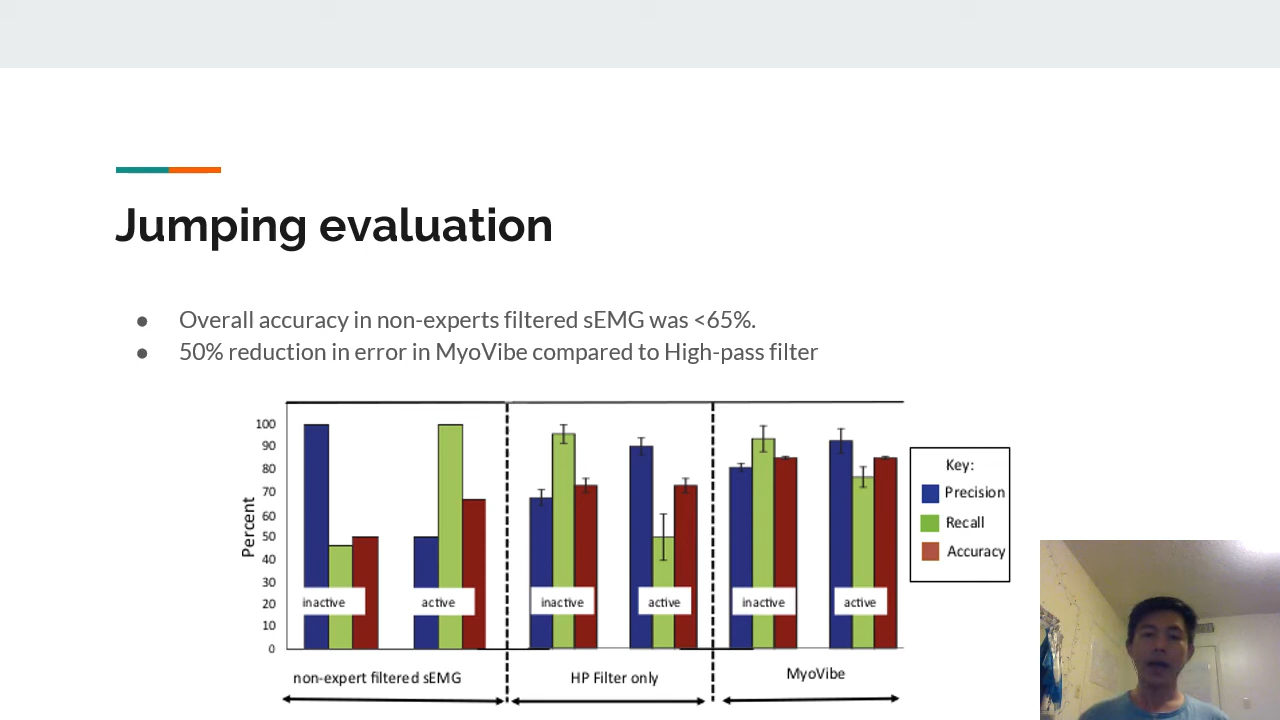 Jumping evaluation
● Overall accuracy in non-experts filtered sEMG was <65%.
● 50% reduction in error in MyoVibe compared to High-pass filter
Percent
100
90
80
70
60
50
40
30
20
10
0
inactive
active
inactive
active
inactive
active
non-expert filtered sEMG
HP Filter only
MyoVibe
Key:
Precision
Recall
Accuracy